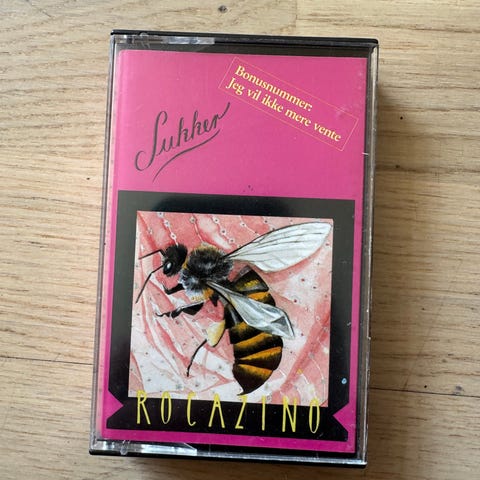 Bonusnummer:
Jeg vil ikke mere vente
Sukker
ROCAZINO